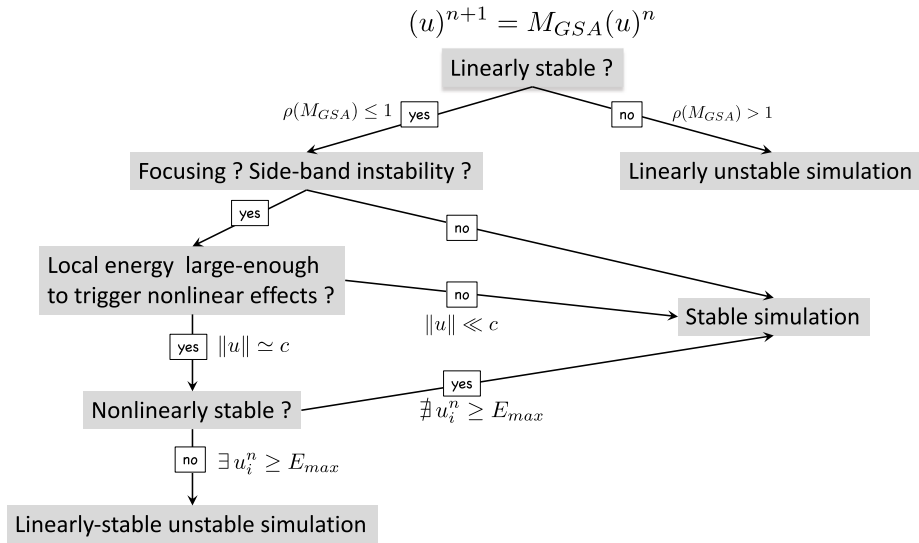 (u)^{n+1} = M_{GSA}(u)^n
Linearly stable ?
ρ(M_{GSA}) ≤ 1
yes
no
ρ(M_{GSA}) > 1
Focusing ? Side-band instability ?
Linearly unstable simulation
yes
no
Local energy large-enough
to trigger nonlinear effects ?
no
‖u‖ ≪ c
Stable simulation
yes
‖u‖ ≃ c
Nonlinearly stable ?
yes
∄ u_i^n ≥ E_{max}
no
∃ u_i^n ≥ E_{max}
Linearly-stable unstable simulation